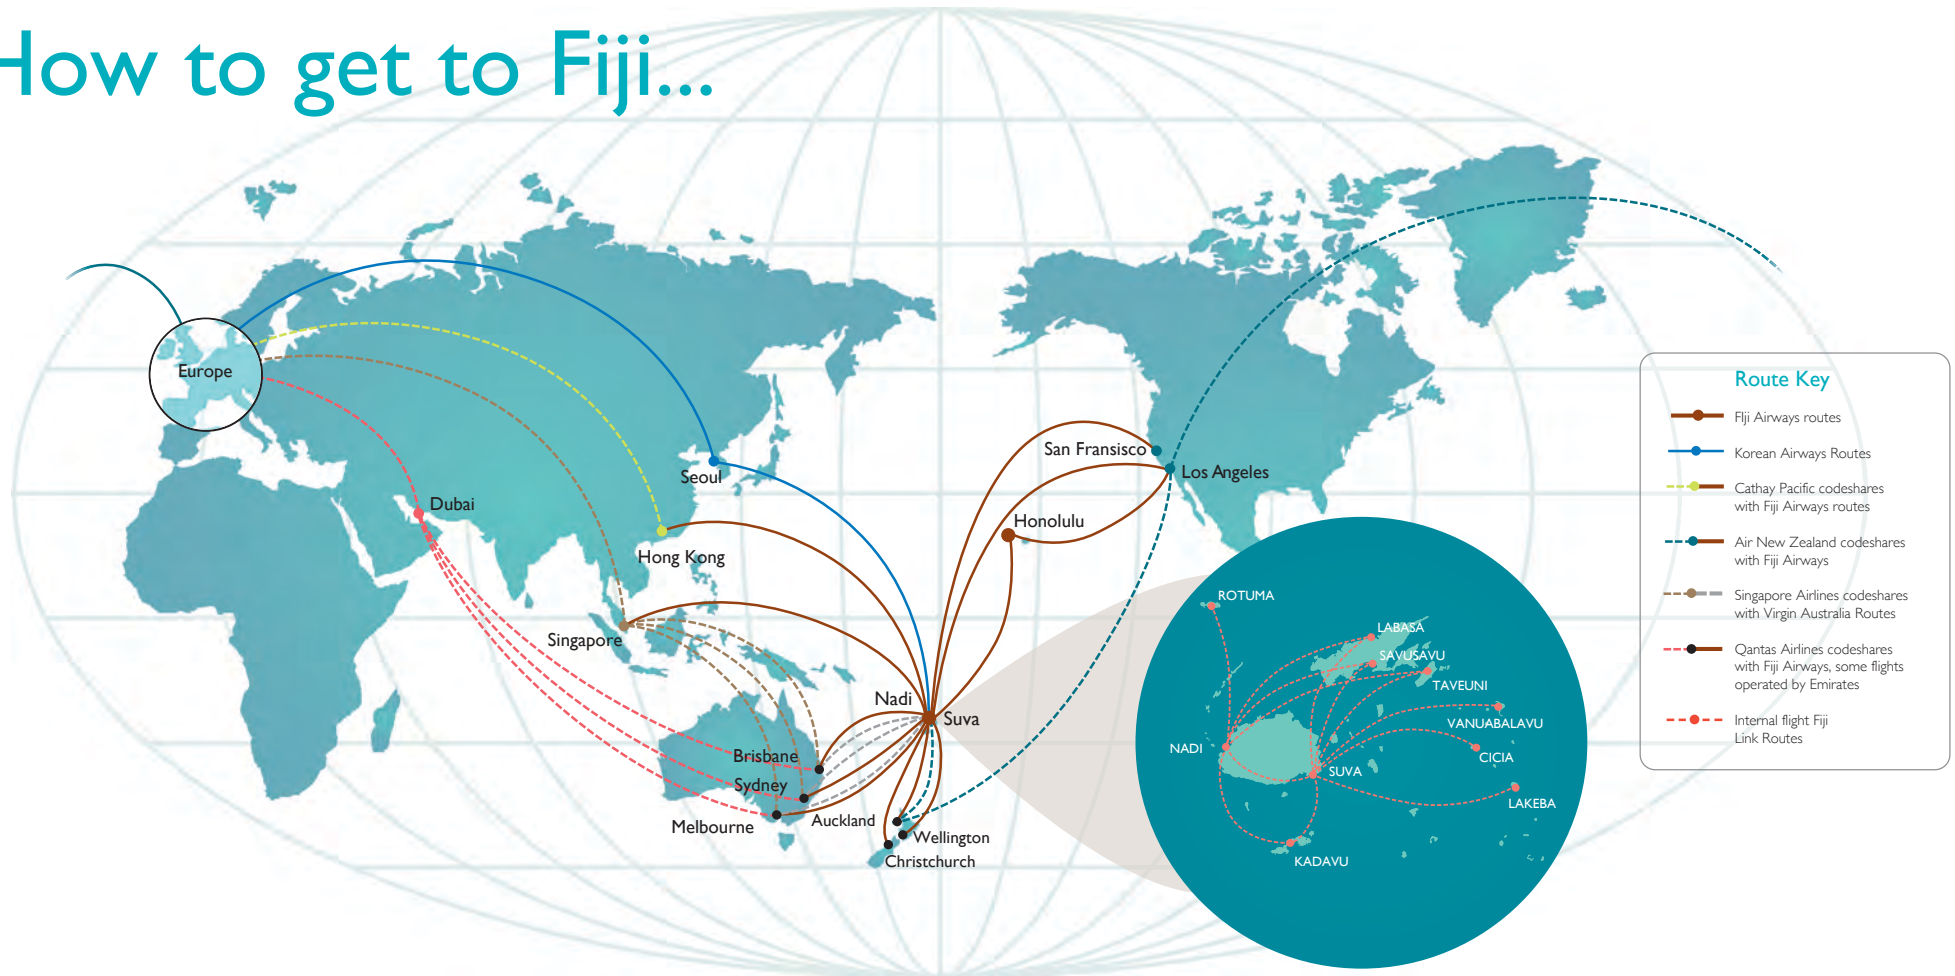 How to get to Fiji...
Europe
Dubai
Seoul
Hong Kong
Singapore
San Fransisco
Los Angeles
Honolulu
Nadi
Suva
Brisbane
Sydney
Melbourne
Auckland
Wellington
Christchurch
ROTUMA
LABASA
SAVUSAVU
TAVEUNI
VANUABALAVU
NADI
CICIA
SUVA
LAKEBA
KADAVU
Route Key
FIji Airways routes
Korean Airways Routes
Cathay Pacific codeshares
with Fiji Airways routes
Air New Zealand codeshares
with Fiji Airways
Singapore Airlines codeshares
with Virgin Australia Routes
Qantas Airlines codeshares
with Fiji Airways, some flights
operated by Emirates
Internal flight Fiji
Link Routes